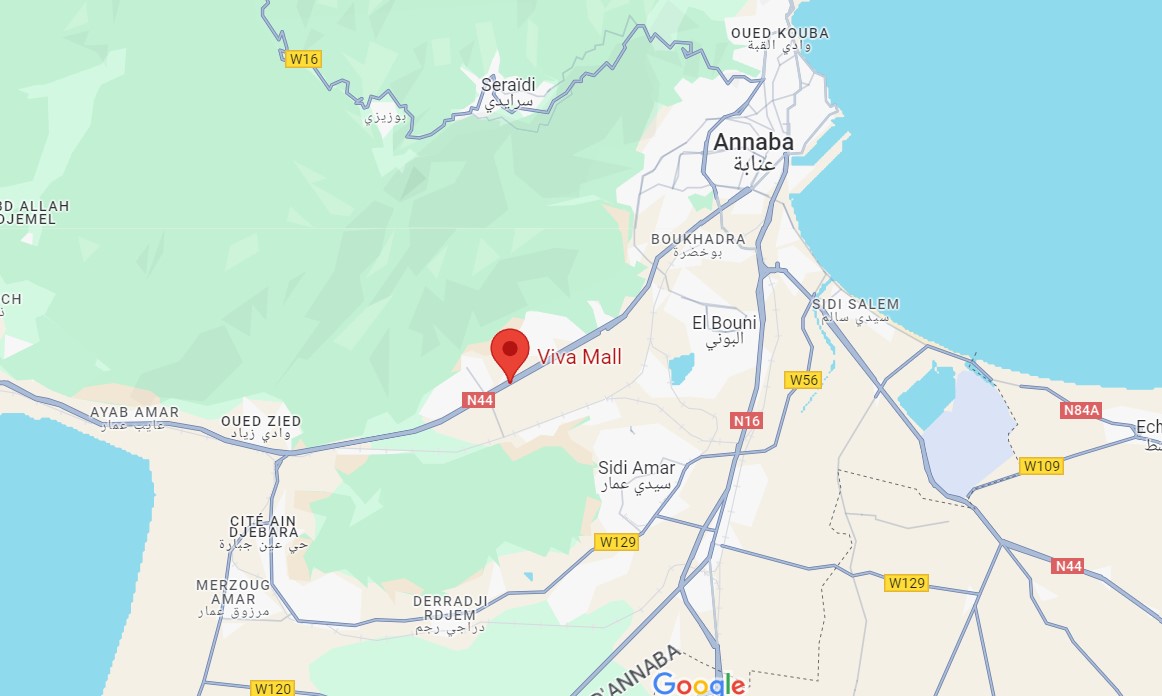 OUED KOUBA
وادي القبة
W16
Seraïdi
سرايدي
بوزيزي
Annaba
عنابة
BD ALLAH
DJEMEL
BOUKHADRA
بوخضرة
CH
SIDI SALEM
سيدي سالم
El Bouni
البوني
Viva Mall
W56
N44
N84A
AYAB AMAR
عايب عمار
OUED ZIED
وادي زياد
N16
Ech
سط
W109
Sidi Amar
سيدي عمار
CITÉ AIN
DJEBARA
حي عين جبارة
W129
N44
W129
MERZOUG
AMAR
مرزوق عمار
DERRADJI
RDJEM
دراجي رجم
D'ANNABA
W120
Google